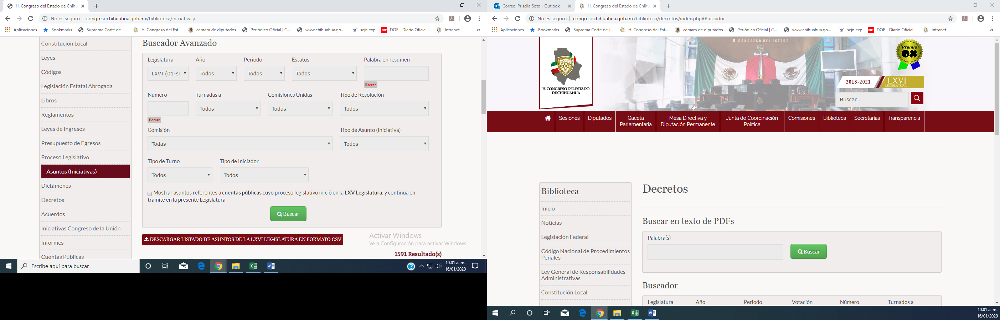 H. Congreso del Estado de Chihu
No es seguro | congresochihuahua.gob.mx/biblioteca/iniciativas/
Aplicaciones Bookmarks Suprema Corte de J... H. Congreso del Est... camara de diputados Periódico Oficial | C... www.chihuahua.go... scjn exp DOF DOF - Diario Oficial... Intranet »
Constitución Local
Leyes
Códigos
Legislación Estatal Abrogada
Libros
Reglamentos
Leyes de Ingresos
Presupuesto de Egresos
Proceso Legislativo
Asuntos (Iniciativas)
Dictámenes
Decretos
Acuerdos
Iniciativas Congreso de la Unión
Informes
Cuentas Públicas
Buscador Avanzado
Legislatura Año Periodo Estatus Palabra en resumen
LXVI (01-se Todos Todos Todos
Borrar
Número Turnadas a Comisiones Unidas Tipo de Resolución
Todos Todas Todos
Borrar
Comisión Tipo de Asunto (Iniciativa)
Todas Todos
Tipo de Turno Tipo de Iniciador
Todos Todos
Mostrar asuntos referentes a cuentas públicas cuyo proceso legislativo inició en la LXV Legislatura, y continúa en
trámite en la presente Legislatura
Buscar
DESCARGAR LISTADO DE ASUNTOS DE LA LXVI LEGISLATURA EN FORMATO CSV
Activar Windows
Ve a Configuración para activar Windows.
1591 Resultado(s)
Escribe aquí para buscar
10:01 a. m.
16/01/2020
Correo: Priscila Soto - Outlook H. Congreso del Estado de Chihu
No es seguro | congresochihuahua.gob.mx/biblioteca/decretos/index.php#Buscador
Aplicaciones Bookmarks Suprema Corte de J... H. Congreso del Est... camara de diputados Periódico Oficial | C... www.chihuahua.go... scjn exp DOF DOF - Diario Oficial... Intranet »
H. CONGRESO DEL ESTADO
Premio
OX
H. CONGRESO DEL ESTADO
DE CHIHUAHUA
2018-2021 LXVI
LEGISLATURA
Buscar ...
Sesiones Diputados Gaceta Parlamentaria Mesa Directiva y Diputación Permanente Junta de Coordinación Política Comisiones Biblioteca Secretarías Transparencia
Biblioteca
Inicio
Noticias
Legislación Federal
Código Nacional de Procedimientos
Penales
Ley General de Responsabilidades
Administrativas
Constitución Local
Decretos
Buscar en texto de PDFs
Palabra(s)
Buscar
Buscador
Legislatura Año Periodo Votación Número Turnados a
10:01 a. m.
16/01/2020